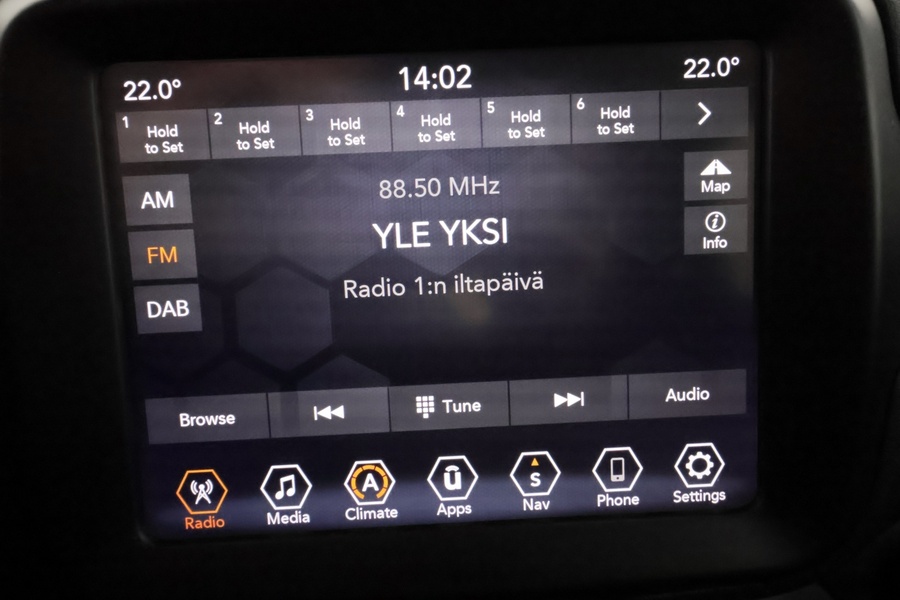 22.0° 14:02 22.0°
1 Hold to Set
2 Hold to Set
3 Hold to Set
4 Hold to Set
5 Hold to Set
6 Hold to Set
AM
88.50 MHz
Map
FM
YLE YKSI
Info
DAB
Radio 1:n iltapäivä
Browse Tune Audio
A û S
Radio Media Climate Apps Nav Phone Settings